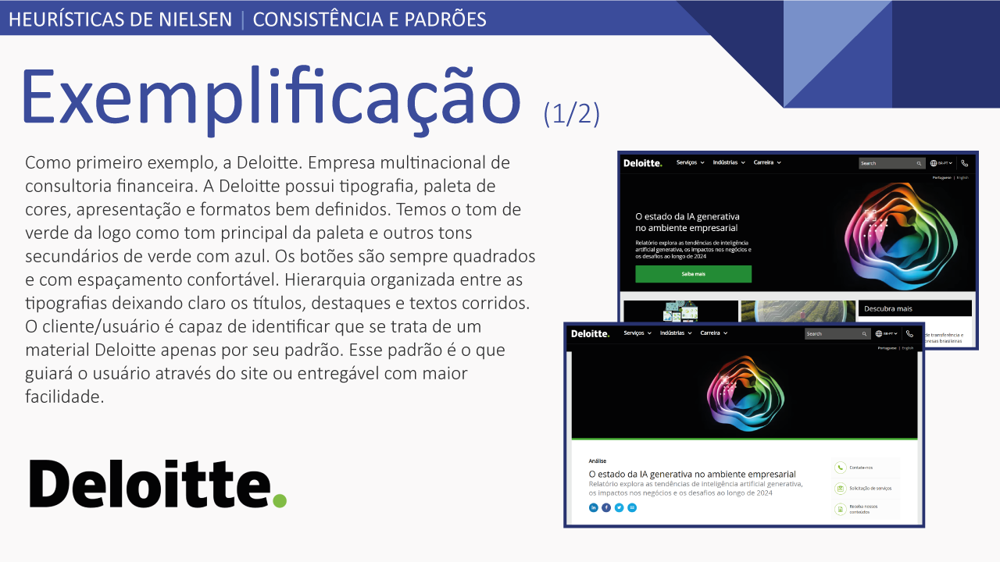 HEURÍSTICAS DE NIELSEN | CONSISTÊNCIA E PADRÕES
Exemplificação (1/2)
Como primeiro exemplo, a Deloitte. Empresa multinacional de
consultoria financeira. A Deloitte possui tipografia, paleta de
cores, apresentação e formatos bem definidos. Temos o tom de
verde da logo como tom principal da paleta e outros tons
secundários de verde com azul. Os botões são sempre quadrados
e com espaçamento confortável. Hierarquia organizada entre as
tipografias deixando claro os títulos, destaques e textos corridos.
O cliente/usuário é capaz de identificar que se trata de um
material Deloitte apenas por seu padrão. Esse padrão é o que
guiará o usuário através do site ou entregável com maior
facilidade.
Deloitte.
Deloitte. Serviços Indústrias Carreira Search BR-PT
Portuguese | English
O estado da IA generativa
no ambiente empresarial
Relatório explora as tendências de inteligência
artificial generativa, os impactos nos negócios e
os desafios ao longo de 2024
Saiba mais
Descubra mais
de transferência e
presas brasileiras
Deloitte. Serviços Indústrias Carreira Search BR-PT
Portuguese | English
Análise
O estado da IA generativa no ambiente empresarial
Relatório explora as tendências de inteligência artificial generativa,
os impactos nos negócios e os desafios ao longo de 2024
Contate-nos
Solicitação de serviços
Receba nossos
conteúdos